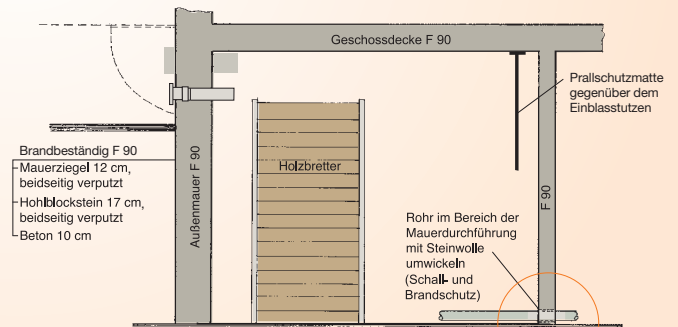 Geschossdecke F 90
Prallschutzmatte
gegenüber dem
Einblasstutzen
Brandbeständig F 90
Mauerziegel 12 cm,
beidseitig verputzt
Hohlblockstein 17 cm,
beidseitig verputzt
Beton 10 cm
Außenmauer F 90
Holzbretter
F 90
Rohr im Bereich der
Mauerdurchführung
mit Steinwolle
umwickeln
(Schall- und
Brandschutz)